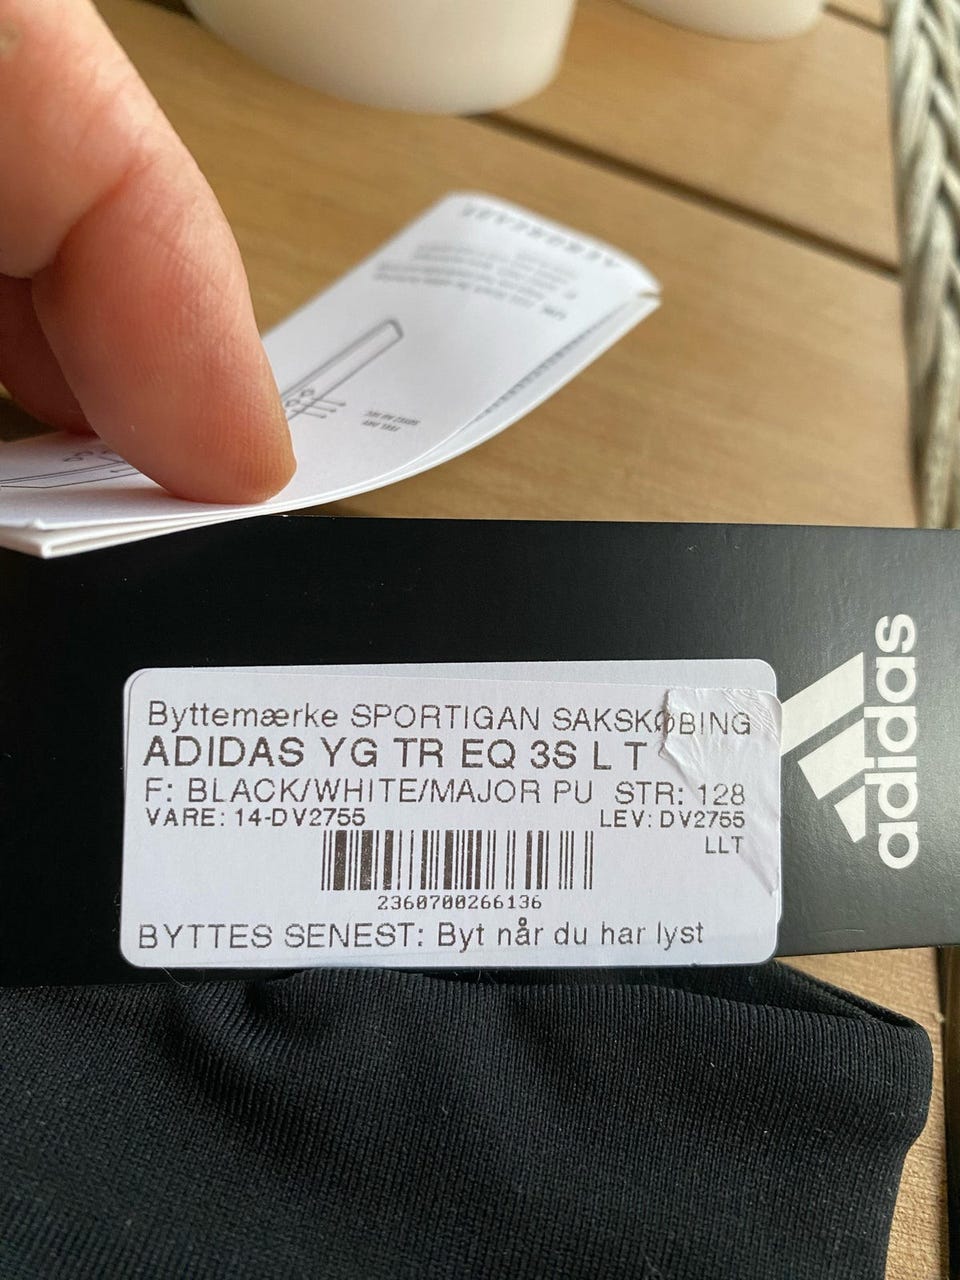 AEROREADY
Byttemærke SPORTIGAN SAKSKØBING
ADIDAS YG TR EQ 3S L T
F: BLACK/WHITE/MAJOR PU STR: 128
VARE: 14-DV2755 LEV: DV2755
LLT
2360700266136
BYTTES SENEST: Byt når du har lyst
adidas